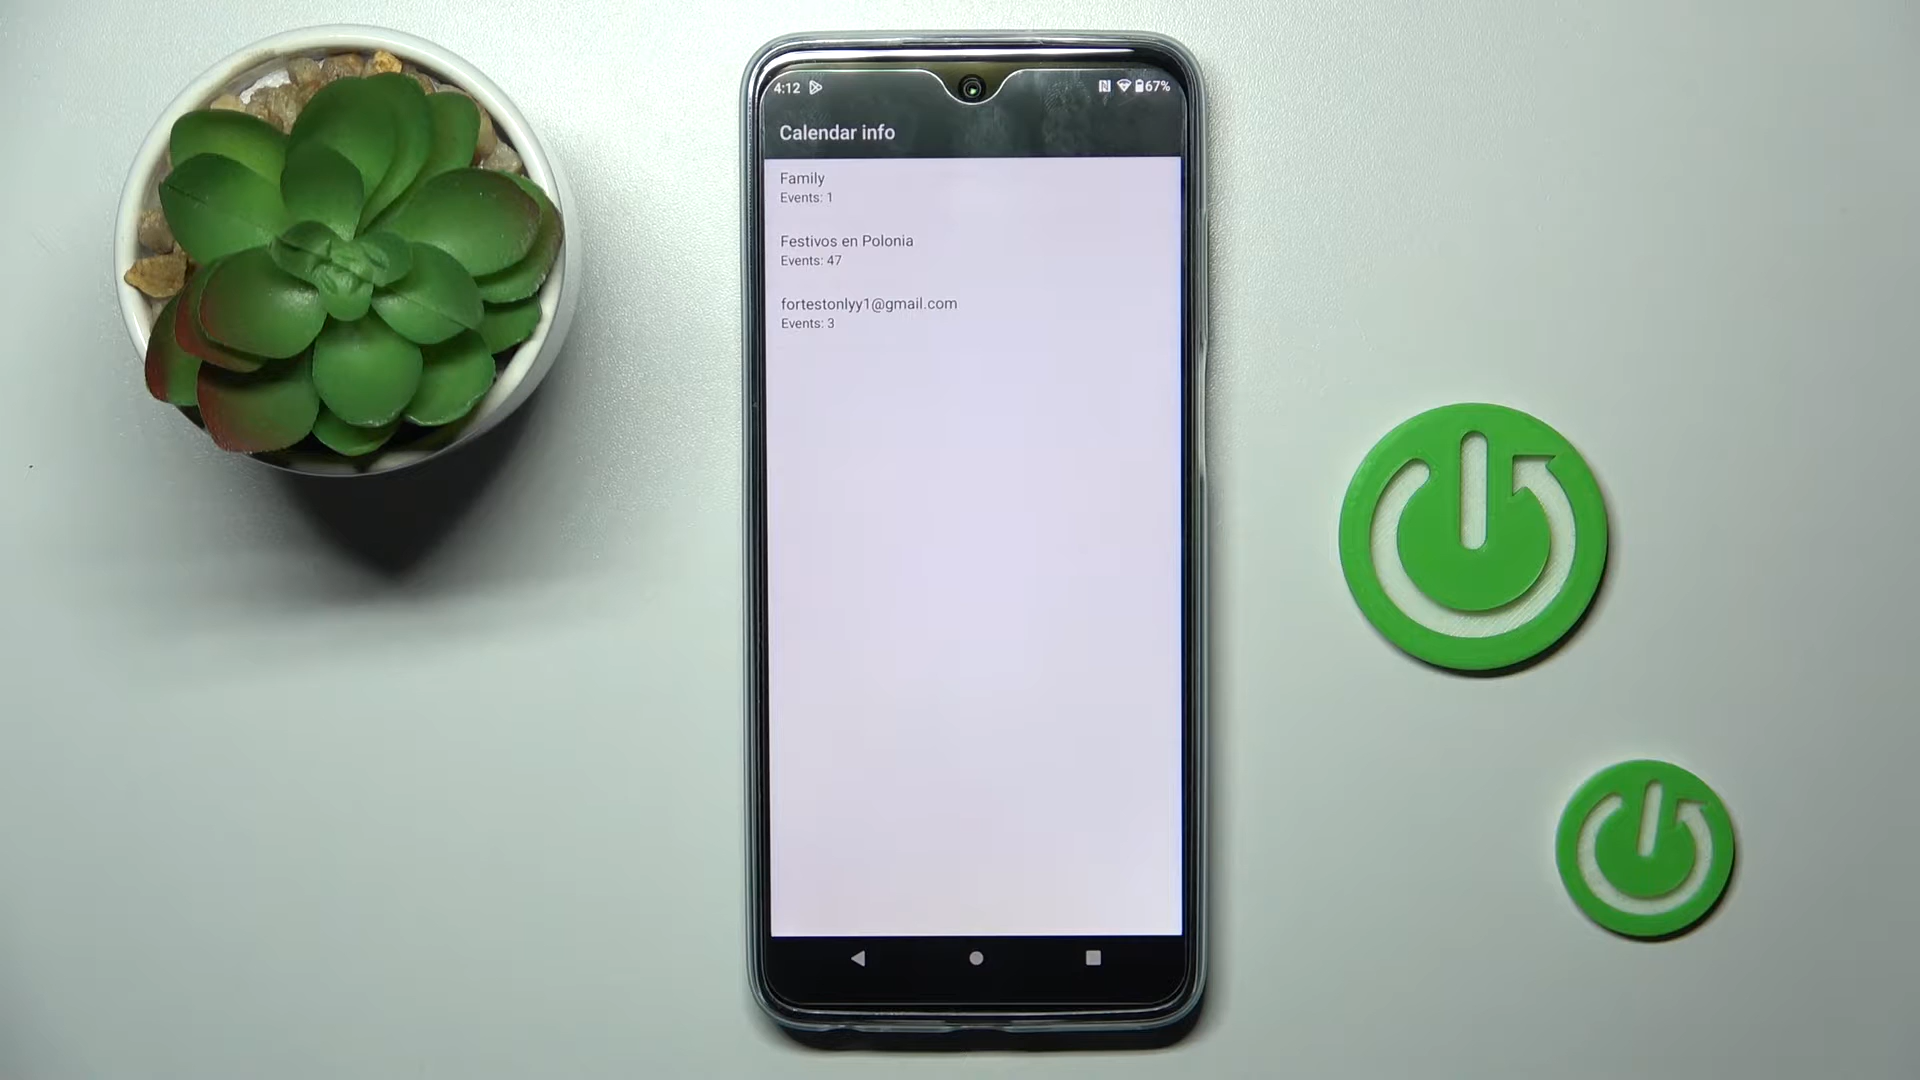 4:12 67%
Calendar info
Family
Events: 1
Festivos en Polonia
Events: 47
fortestonlyy1@gmail.com
Events: 3